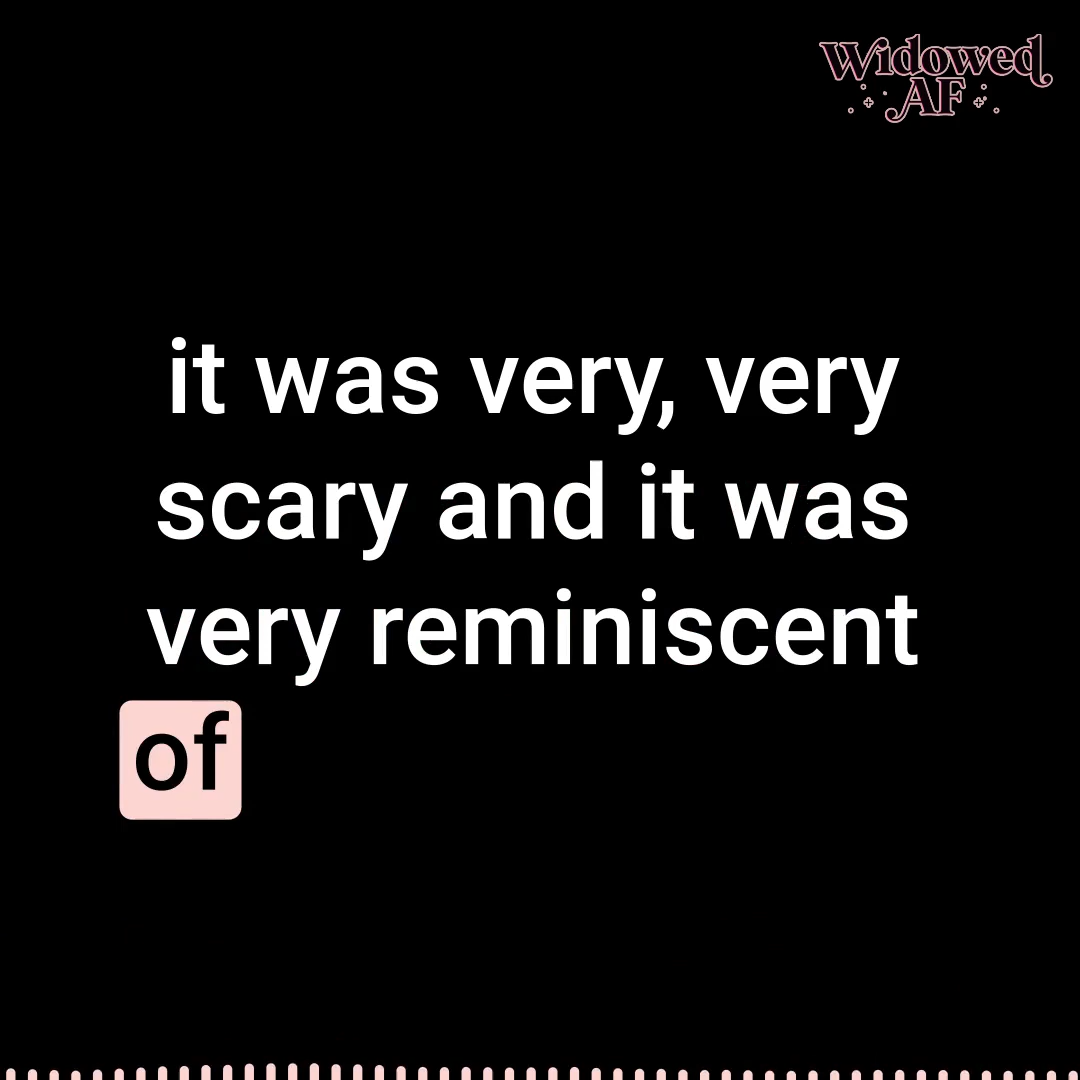 Widowed
AF
it was very, very
scary and it was
very reminiscent
of